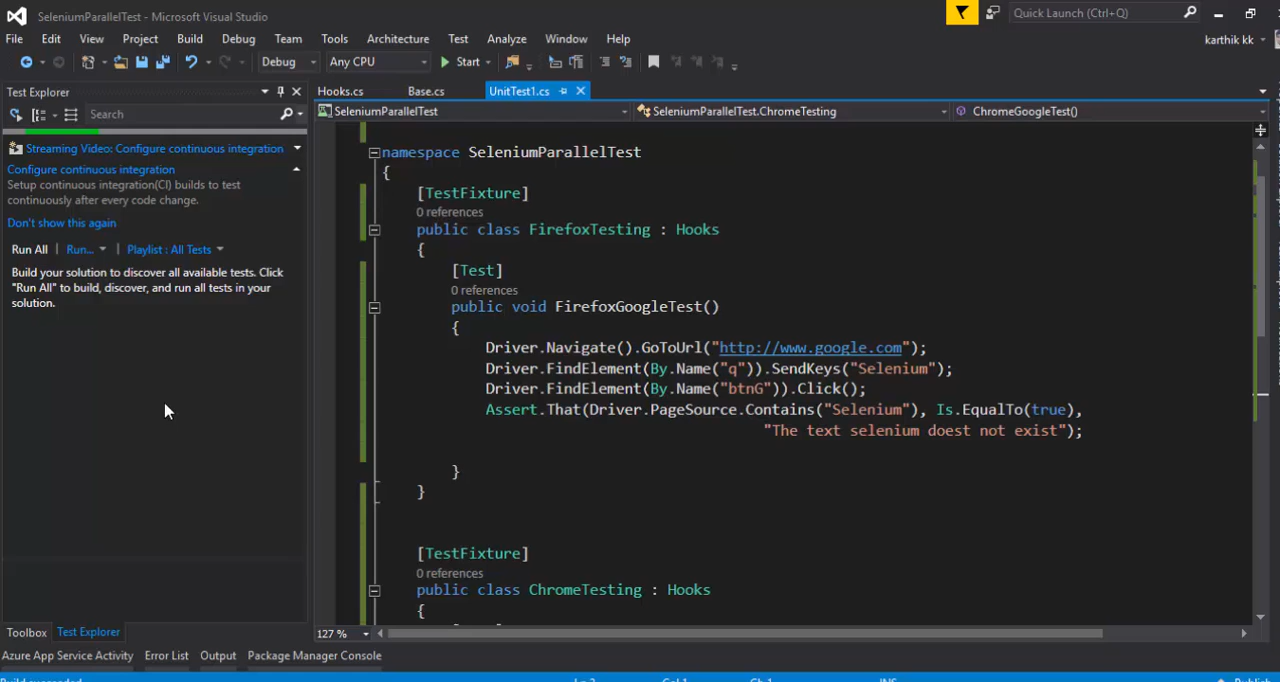 SeleniumParallelTest - Microsoft Visual Studio
Quick Launch (Ctrl+Q)
File Edit View Project Build Debug Team Tools Architecture Test Analyze Window Help
karthik kk
Debug Any CPU Start
Test Explorer
Hooks.cs Base.cs UnitTest1.cs
Search
SeleniumParallelTest SeleniumParallelTest.ChromeTesting ChromeGoogleTest()
Streaming Video: Configure continuous integration
Configure continuous integration
Setup continuous integration(CI) builds to test
continuously after every code change.
Don't show this again
Run All | Run... | Playlist : All Tests
Build your solution to discover all available tests. Click
"Run All" to build, discover, and run all tests in your
solution.
namespace SeleniumParallelTest
{
[TestFixture]
0 references
public class FirefoxTesting : Hooks
{
[Test]
0 references
public void FirefoxGoogleTest()
{
Driver.Navigate().GoToUrl("http://www.google.com");
Driver.FindElement(By.Name("q")).SendKeys("Selenium");
Driver.FindElement(By.Name("btnG")).Click();
Assert.That(Driver.PageSource.Contains("Selenium"), Is.EqualTo(true),
"The text selenium doest not exist");
}
}
[TestFixture]
0 references
public class ChromeTesting : Hooks
{
127 %
Toolbox Test Explorer
Azure App Service Activity Error List Output Package Manager Console